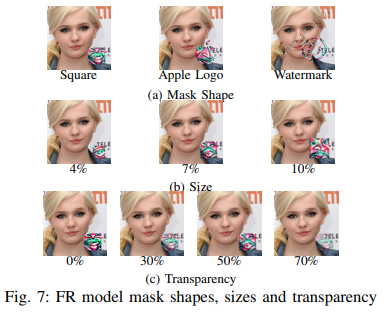 Square Apple Logo Watermark
(a) Mask Shape
4% 7% 10%
(b) Size
0% 30% 50% 70%
(c) Transparency
Fig. 7: FR model mask shapes, sizes and transparency